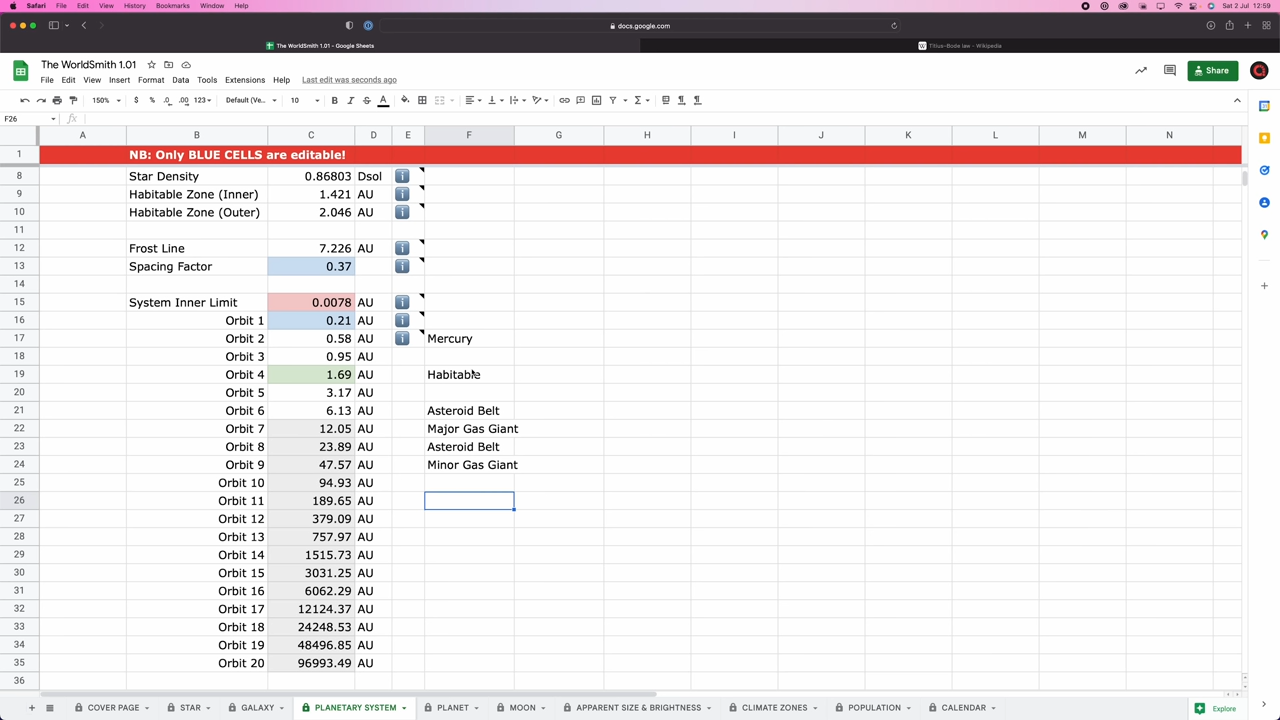 Safari File Edit View History Bookmarks Window Help Sat 2 Jul 12:59
docs.google.com
The WorldSmith 1.01 - Google Sheets W Titius-Bode law - Wikipedia
The WorldSmith 1.01
File Edit View Insert Format Data Tools Extensions Help Last edit was seconds ago Share
150% $ % .0 .00 123 Default (Ve... 10 B I S A
F26 fx
A B C D E F G H I J K L M N
1 NB: Only BLUE CELLS are editable!
8 Star Density 0.86803 Dsol i
9 Habitable Zone (Inner) 1.421 AU i
10 Habitable Zone (Outer) 2.046 AU i
11
12 Frost Line 7.226 AU i
13 Spacing Factor 0.37 i
14
15 System Inner Limit 0.0078 AU i
16 Orbit 1 0.21 AU i
17 Orbit 2 0.58 AU i Mercury
18 Orbit 3 0.95 AU
19 Orbit 4 1.69 AU Habitable
20 Orbit 5 3.17 AU
21 Orbit 6 6.13 AU Asteroid Belt
22 Orbit 7 12.05 AU Major Gas Giant
23 Orbit 8 23.89 AU Asteroid Belt
24 Orbit 9 47.57 AU Minor Gas Giant
25 Orbit 10 94.93 AU
26 Orbit 11 189.65 AU
27 Orbit 12 379.09 AU
28 Orbit 13 757.97 AU
29 Orbit 14 1515.73 AU
30 Orbit 15 3031.25 AU
31 Orbit 16 6062.29 AU
32 Orbit 17 12124.37 AU
33 Orbit 18 24248.53 AU
34 Orbit 19 48496.85 AU
35 Orbit 20 96993.49 AU
36
COVER PAGE STAR GALAXY PLANETARY SYSTEM PLANET MOON APPARENT SIZE & BRIGHTNESS CLIMATE ZONES POPULATION CALENDAR Explore